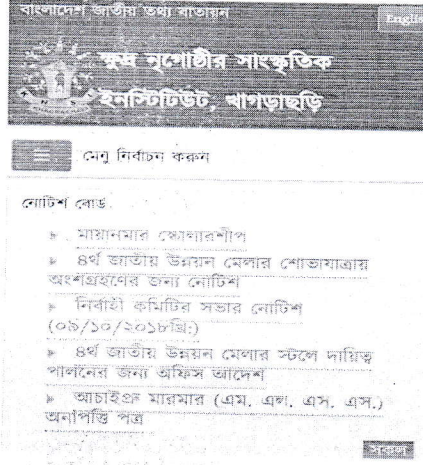 বাংলাদেশ জাতীয় তথ্য বাতায়ন
English
ক্ষুদ্র নৃগোষ্ঠীর সাংস্কৃতিক
ইনস্টিটিউট, খাগড়াছড়ি
মেনু নির্বাচন করুন
নোটিশ বোর্ড
মায়ানমার স্কোলারশীপ
৪র্থ জাতীয় উন্নয়ন মেলার শোভাযাত্রায়
অংশগ্রহণের জন্য নোটিশ
নির্বাহী কমিটির সভার নোটিশ
(০৯/১০/২০১৮খ্রি:)
৪র্থ জাতীয় উন্নয়ন মেলার স্টলে দায়িত্ব
পালনের জন্য অফিস আদেশ
আচাইপ্রু মারমার (এম. এল. এস. এস.)
অনাপত্তি পত্র
সকল